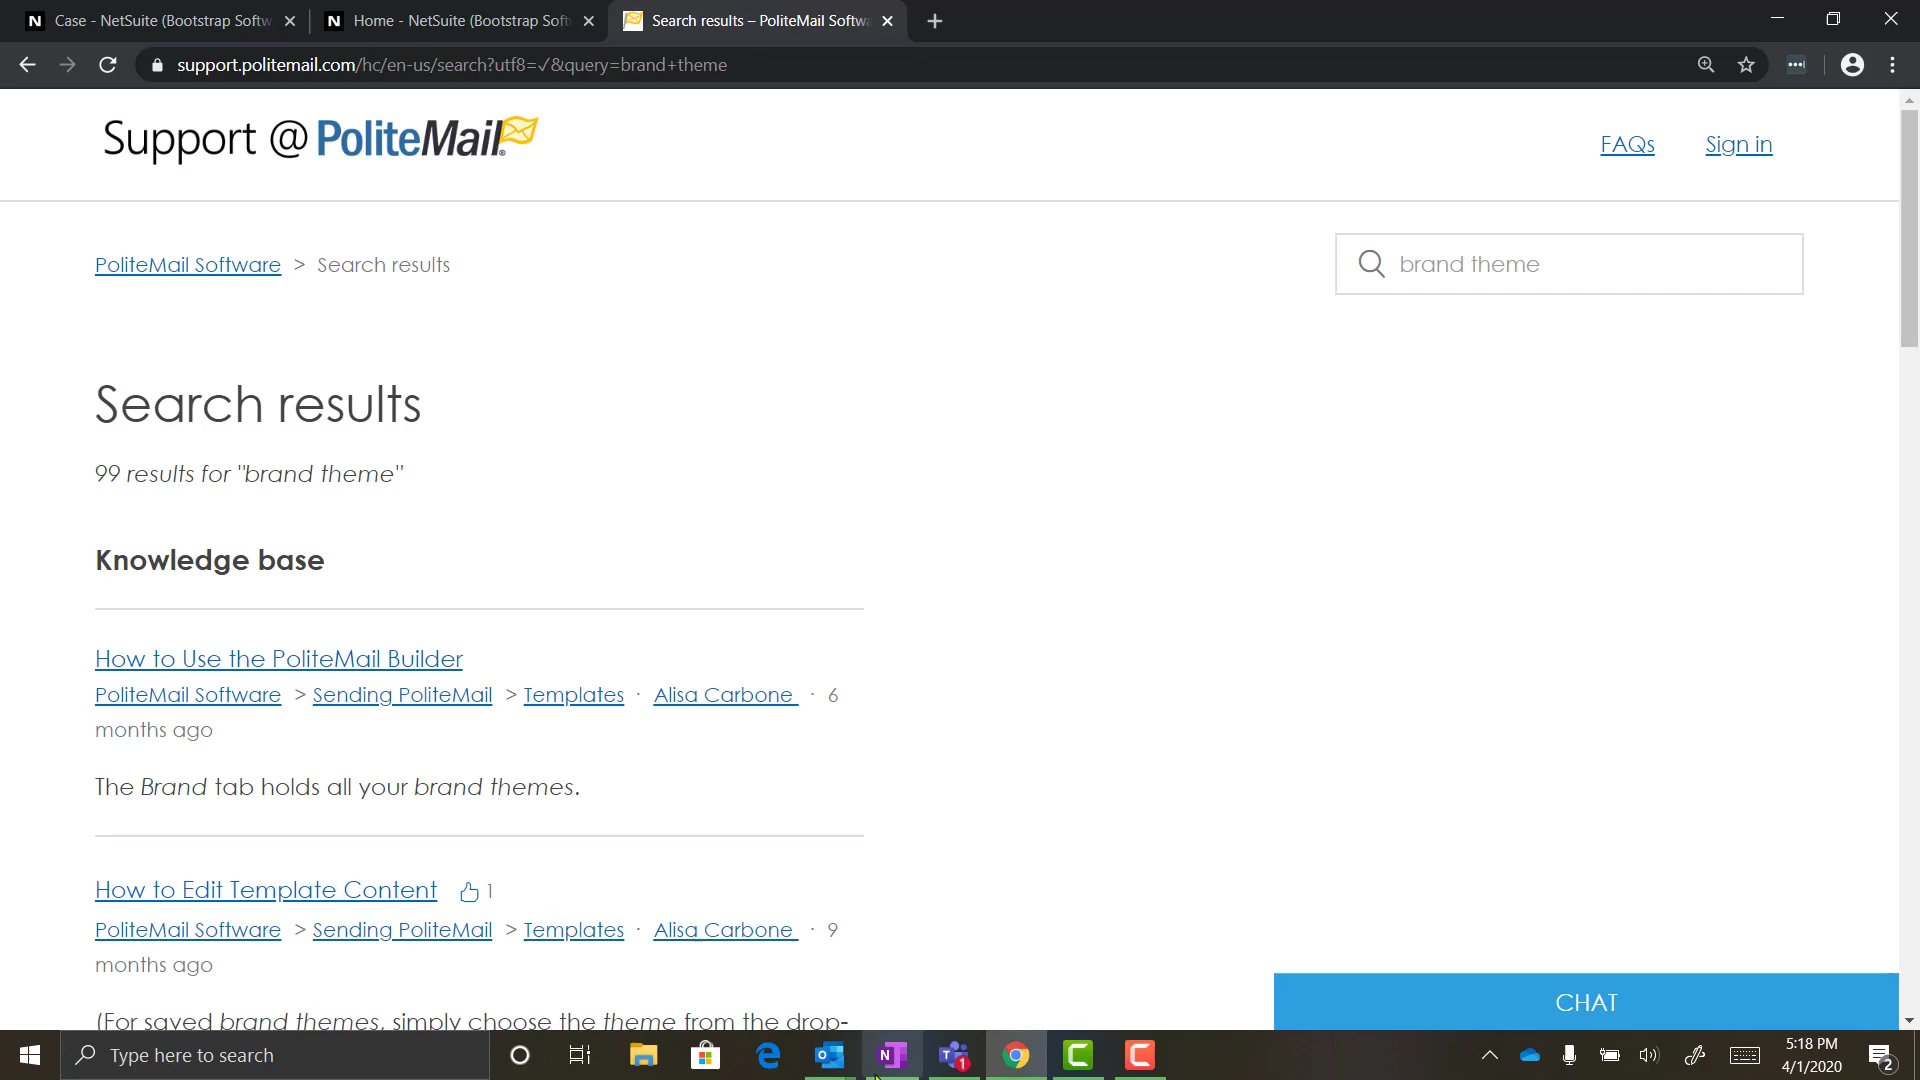 Case - NetSuite (Bootstrap Softw
Home - NetSuite (Bootstrap Soft
Search results – PoliteMail Softwa
support.politemail.com/hc/en-us/search?utf8=✓&query=brand+theme
Support @ PoliteMail®
FAQs
Sign in
PoliteMail Software > Search results
brand theme
Search results
99 results for "brand theme"
Knowledge base
How to Use the PoliteMail Builder
PoliteMail Software > Sending PoliteMail > Templates · Alisa Carbone · 6
months ago
The Brand tab holds all your brand themes.
How to Edit Template Content 1
PoliteMail Software > Sending PoliteMail > Templates · Alisa Carbone · 9
months ago
(For saved brand themes, simply choose the theme from the drop-
CHAT
Type here to search
1
5:18 PM
4/1/2020
2